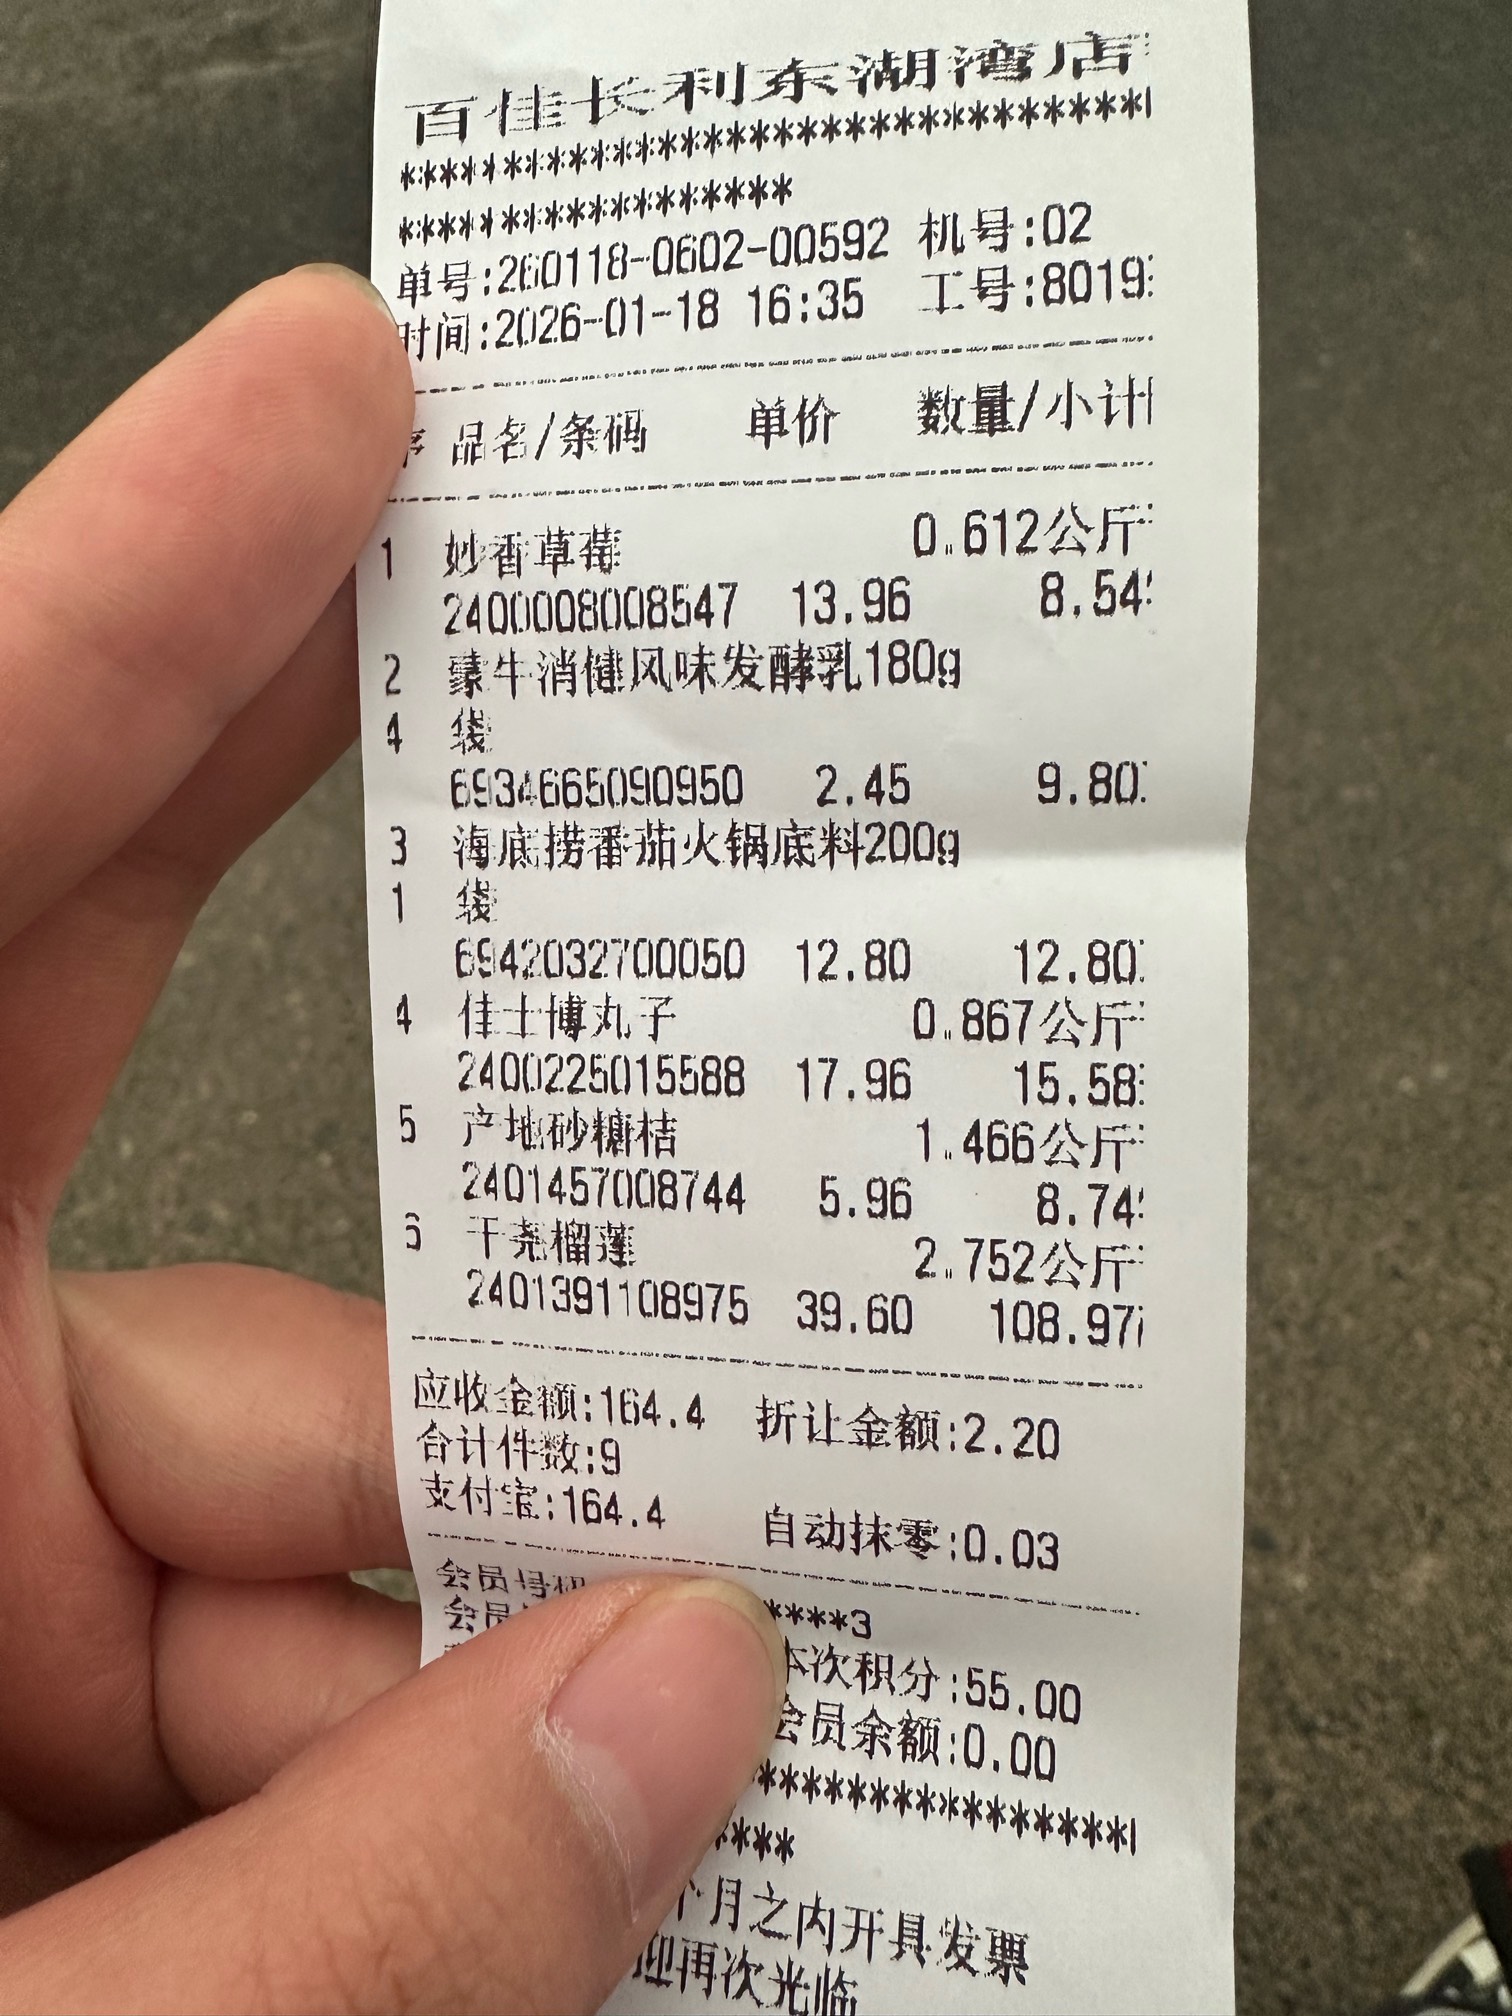 百佳长利东湖湾店
********************************
*****************
单号:260118-0602-00592 机号:02
时间:2026-01-18 16:35 工号:8019
序 品名/条码 单价 数量/小计
1 妙香草莓 0.612公斤
2400008008547 13.96 8.54
2 蒙牛消健风味发酵乳180g
4 袋
6934665090950 2.45 9.80
3 海底捞番茄火锅底料200g
1 袋
6942032700050 12.80 12.80
4 佳士博丸子 0.867公斤
2400225015588 17.96 15.58
5 产地砂糖桔 1.466公斤
2401457008744 5.96 8.74
6 干尧榴莲 2.752公斤
2401391108975 39.60 108.97
应收金额:164.4 折让金额:2.20
合计件数:9
支付宝:164.4 自动抹零:0.03
会员
会员 ****3
本次积分:55.00
会员余额:0.00
*****************
****
个月之内开具发票
迎再次光临